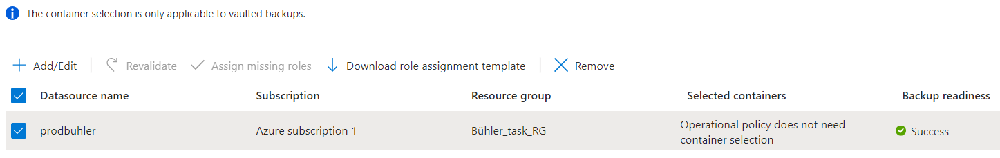 The container selection is only applicable to vaulted backups.
Add/Edit Revalidate Assign missing roles Download role assignment template Remove
Datasource name Subscription Resource group Selected containers Backup readiness
prodbuhler Azure subscription 1 Bühler_task_RG Operational policy does not need
container selection Success